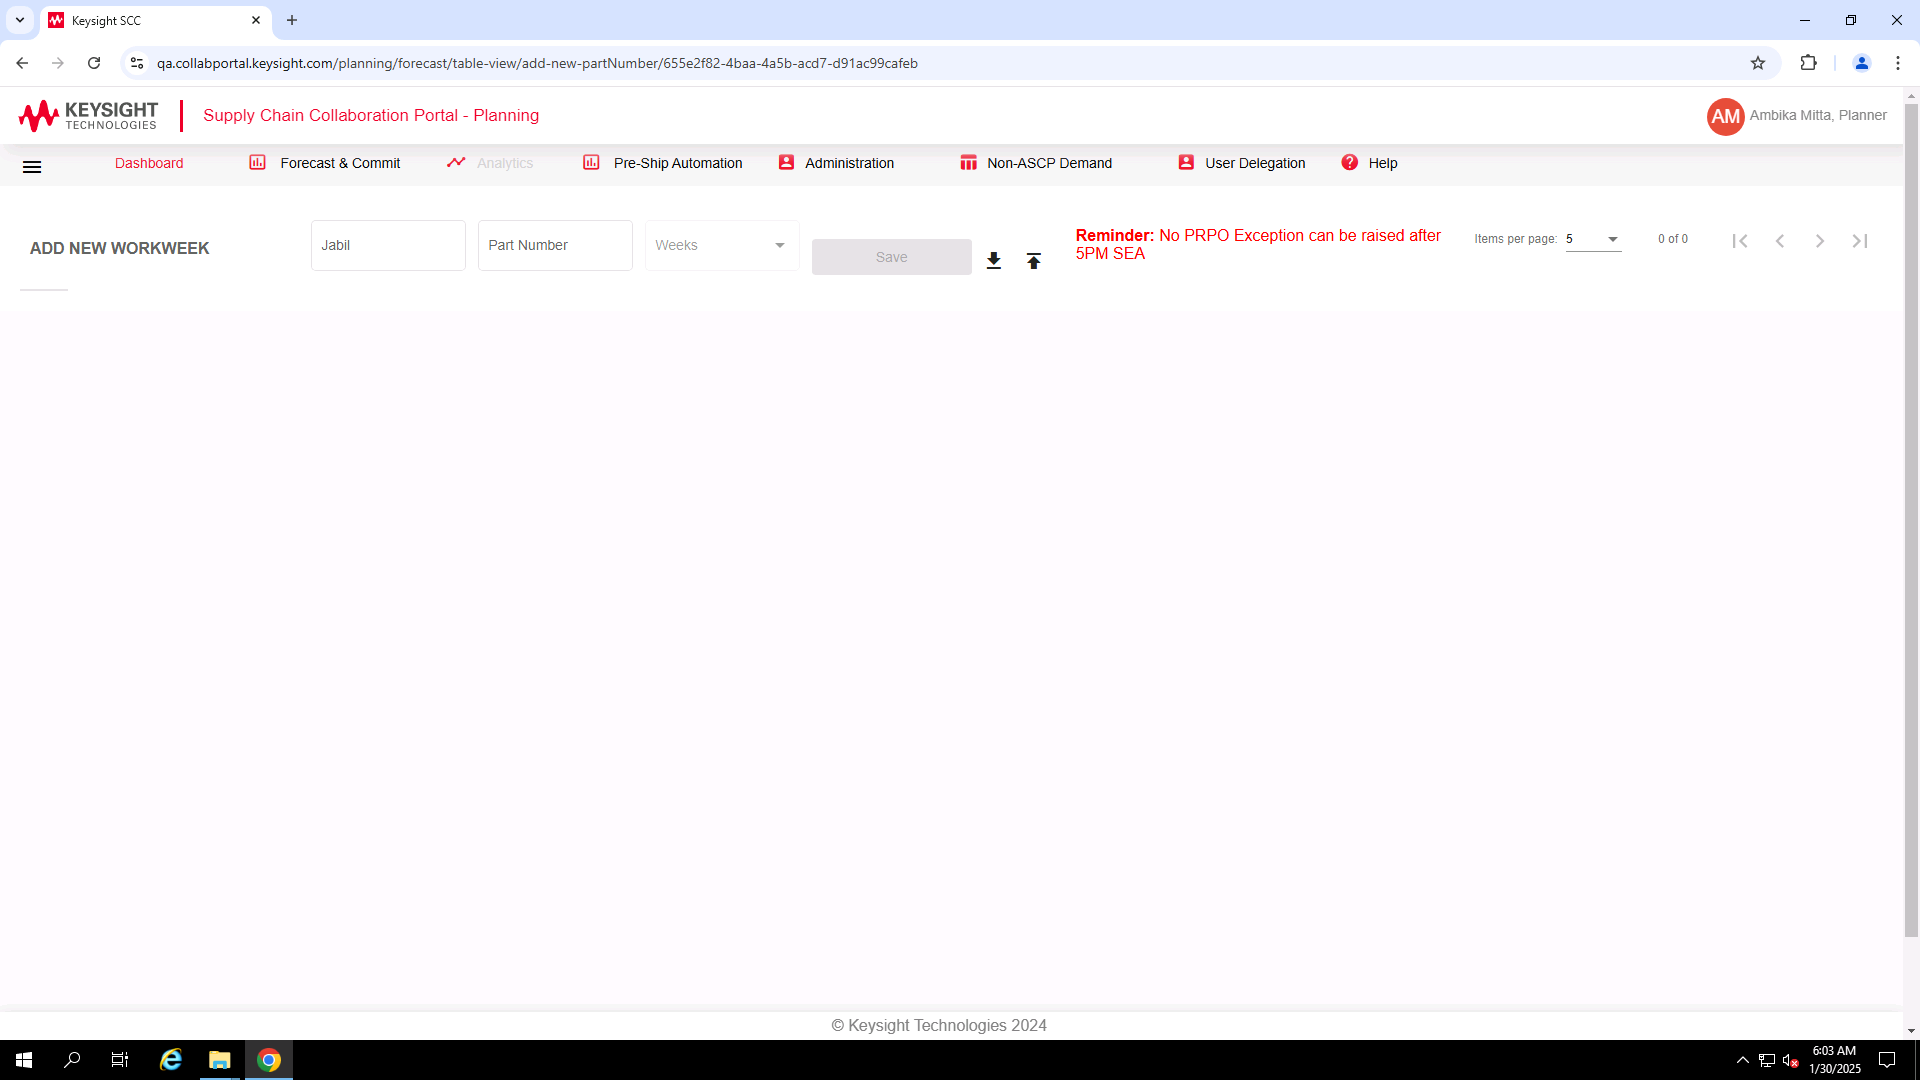 Keysight SCC
qa.collabportal.keysight.com/planning/forecast/table-view/add-new-partNumber/655e2f82-4baa-4a5b-acd7-d91ac99cafeb
KEYSIGHT
TECHNOLOGIES
Supply Chain Collaboration Portal - Planning
AM
Ambika Mitta, Planner
Dashboard
Forecast & Commit
Analytics
Pre-Ship Automation
Administration
Non-ASCP Demand
User Delegation
Help
ADD NEW WORKWEEK
Jabil
Part Number
Weeks
Save
Reminder: No PRPO Exception can be raised after
5PM SEA
Items per page:
5
0 of 0
© Keysight Technologies 2024
6:03 AM
1/30/2025